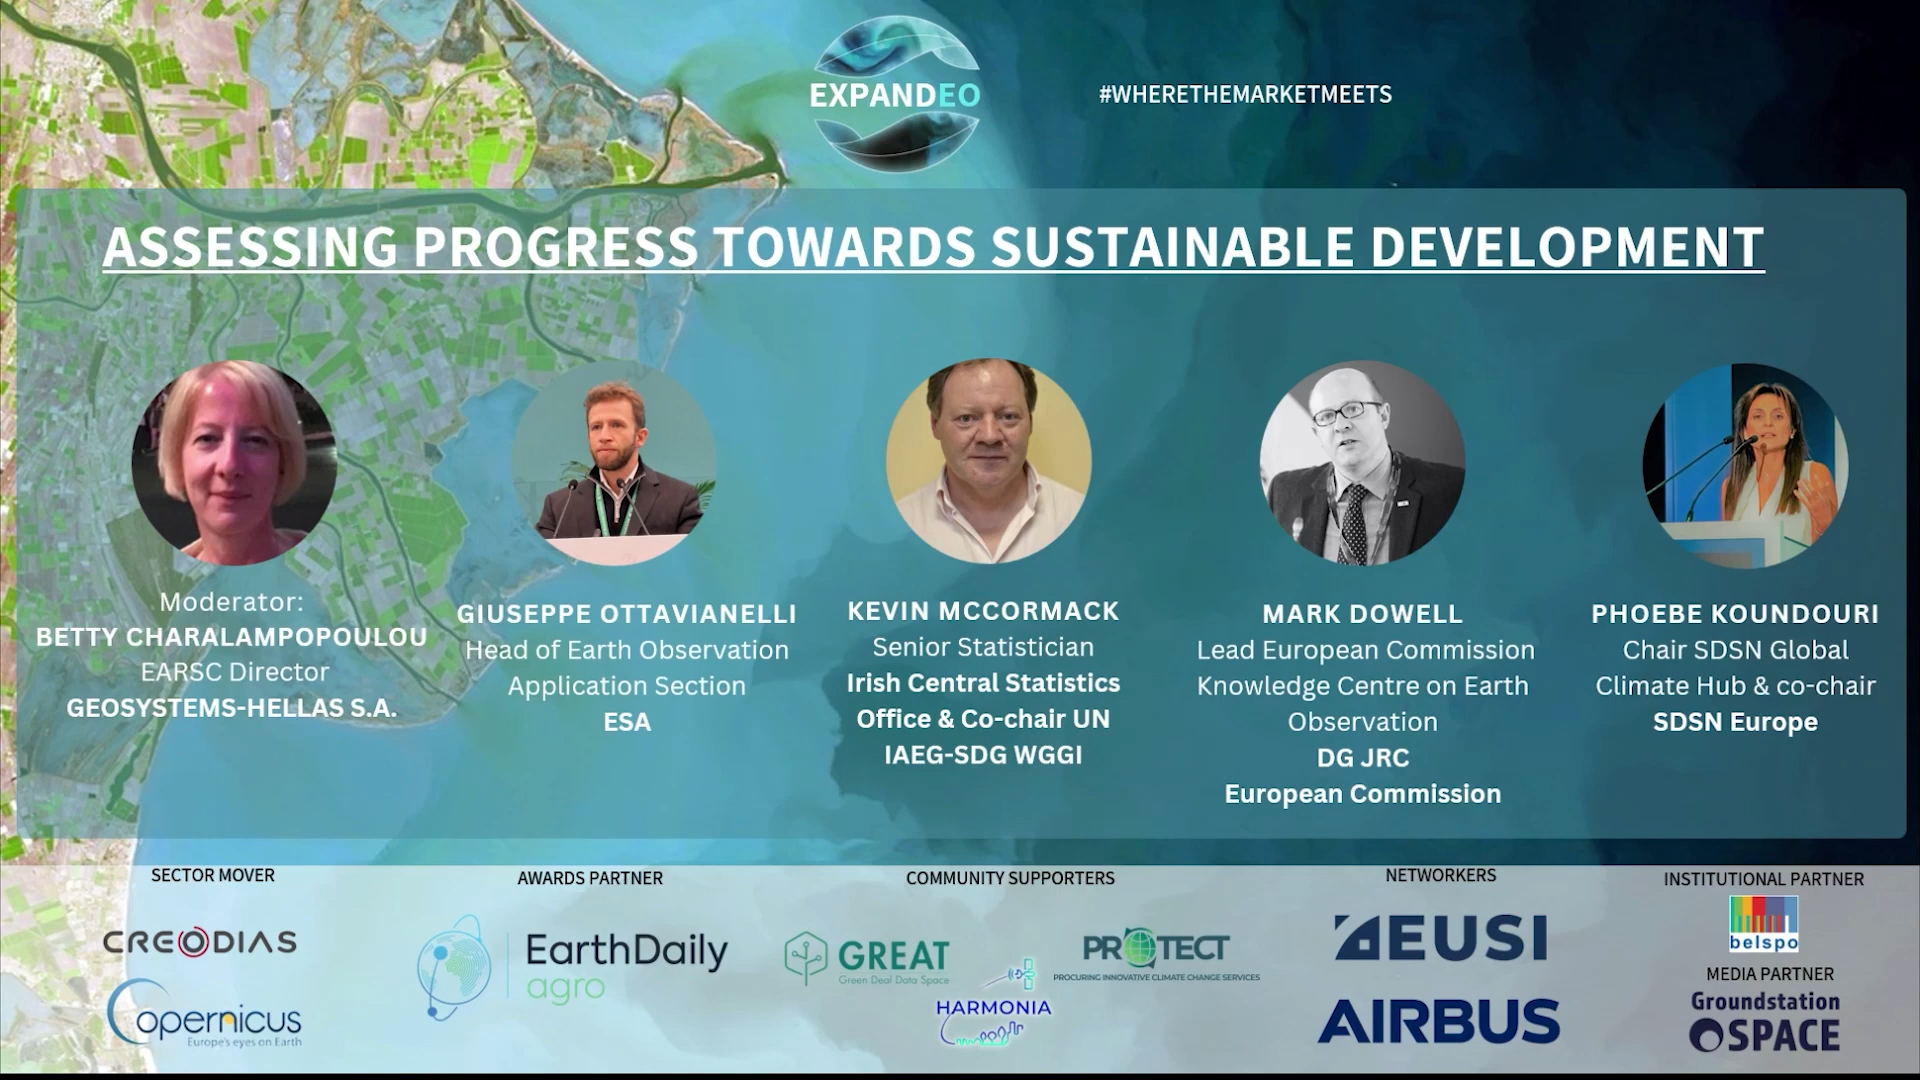 EXPANDEO
#WHERETHEMARKETMEETS
ASSESSING PROGRESS TOWARDS SUSTAINABLE DEVELOPMENT
Moderator:
BETTY CHARALAMPOPOULOU
EARSC Director
GEOSYSTEMS-HELLAS S.A.
GIUSEPPE OTTAVIANELLI
Head of Earth Observation
Application Section
ESA
KEVIN MCCORMACK
Senior Statistician
Irish Central Statistics
Office & Co-chair UN
IAEG-SDG WGGI
MARK DOWELL
Lead European Commission
Knowledge Centre on Earth
Observation
DG JRC
European Commission
PHOEBE KOUNDOURI
Chair SDSN Global
Climate Hub & co-chair
SDSN Europe
SECTOR MOVER
CREODIAS
Copernicus
Europe's eyes on Earth
AWARDS PARTNER
EarthDaily
agro
COMMUNITY SUPPORTERS
GREAT
Green Deal Data Space
PROTECT
PROCURING INNOVATIVE CLIMATE CHANGE SERVICES
HARMONIA
NETWORKERS
EUSI
AIRBUS
INSTITUTIONAL PARTNER
belspo
MEDIA PARTNER
Groundstation
SPACE